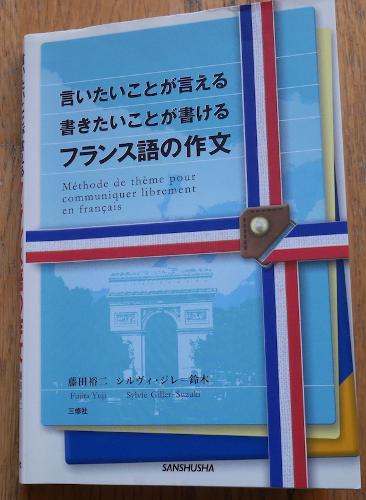 言いたいことが言える
書きたいことが書ける
フランス語の作文
Méthode de thème pour
communiquer librement
en français
藤田裕二 シルヴィ・ジレ=鈴木
Fujita Yuji Sylvie Gillet-Suzuki
三修社
SANSHUSHA